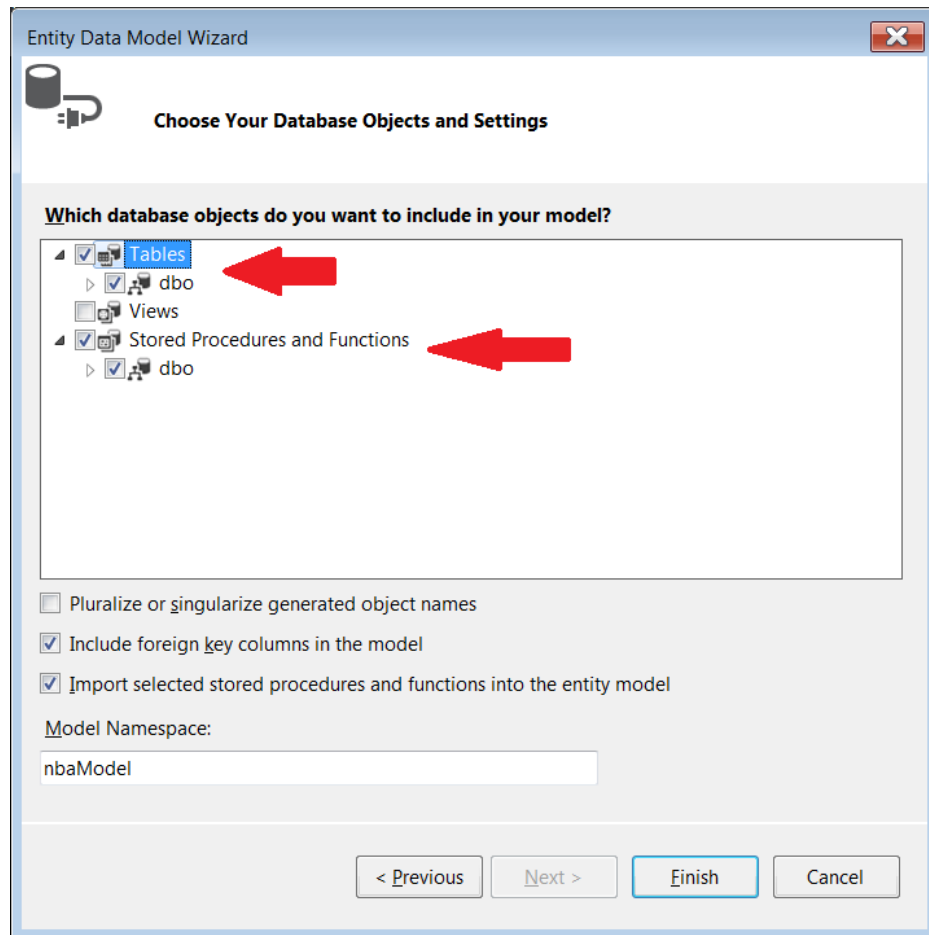 Entity Data Model Wizard
Choose Your Database Objects and Settings
Which database objects do you want to include in your model?
Tables
dbo
Views
Stored Procedures and Functions
dbo
Pluralize or singularize generated object names
Include foreign key columns in the model
Import selected stored procedures and functions into the entity model
Model Namespace:
nbaModel
< Previous Next > Finish Cancel